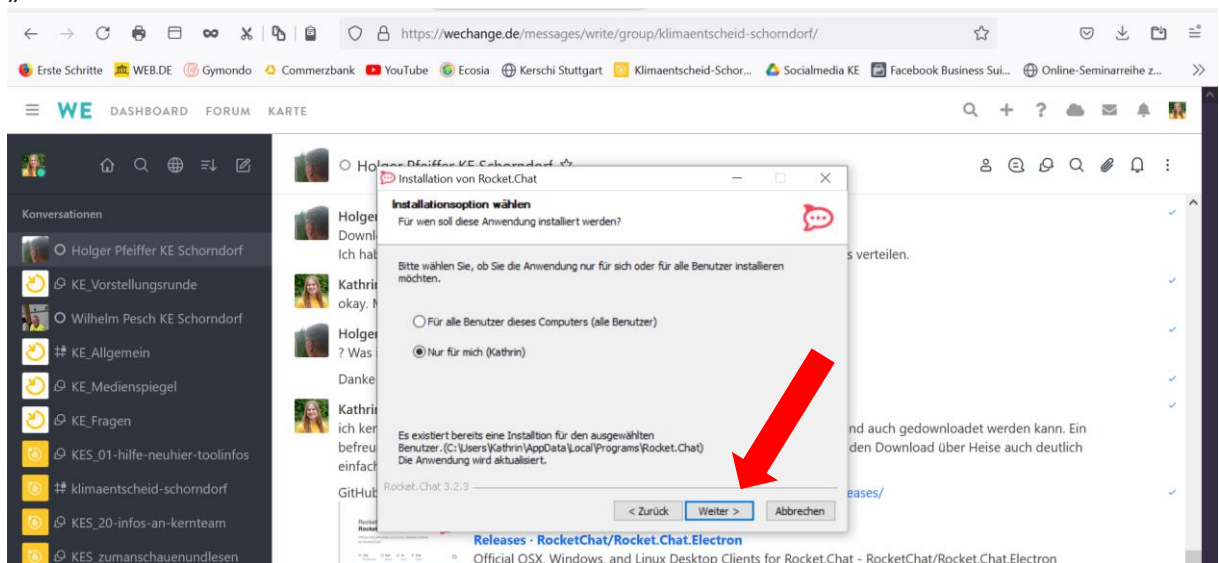 „
https://wechange.de/messages/write/group/klimaentscheid-schorndorf/
Erste Schritte WEB.DE Gymondo Commerzbank YouTube Ecosia Kerschi Stuttgart Klimaentscheid-Schor... Socialmedia KE Facebook Business Sui... Online-Seminarreihe z...
WE DASHBOARD FORUM KARTE
Holger Pfeiffer KE Schorndorf
Konversationen
Holger Pfeiffer KE Schorndorf
KE_Vorstellungsrunde
Wilhelm Pesch KE Schorndorf
KE_Allgemein
KE_Medienspiegel
KE_Fragen
KES_01-hilfe-neuhier-toolinfos
klimaentscheid-schorndorf
KES_20-infos-an-kernteam
KES_zumanschauenundlesen
Holger
Downl
Ich hab s verteilen.
Kathrin
okay. M
Holger
? Was i
Danke
Kathrin
ich ker nd auch gedownloadet werden kann. Ein
befreu den Download über Heise auch deutlich
einfach
GitHub eases/
Releases · RocketChat/Rocket.Chat.Electron
Official OSX, Windows, and Linux Desktop Clients for Rocket.Chat - RocketChat/Rocket.Chat.Electron
Installation von Rocket.Chat
Installationsoption wählen
Für wen soll diese Anwendung installiert werden?
Bitte wählen Sie, ob Sie die Anwendung nur für sich oder für alle Benutzer installieren
möchten.
Für alle Benutzer dieses Computers (alle Benutzer)
Nur für mich (Kathrin)
Es existiert bereits eine Installtion für den ausgewählten
Benutzer.(C:\Users\Kathrin\AppData\Local\Programs\Rocket.Chat)
Die Anwendung wird aktualisiert.
Rocket.Chat 3.2.3
< Zurück Weiter > Abbrechen